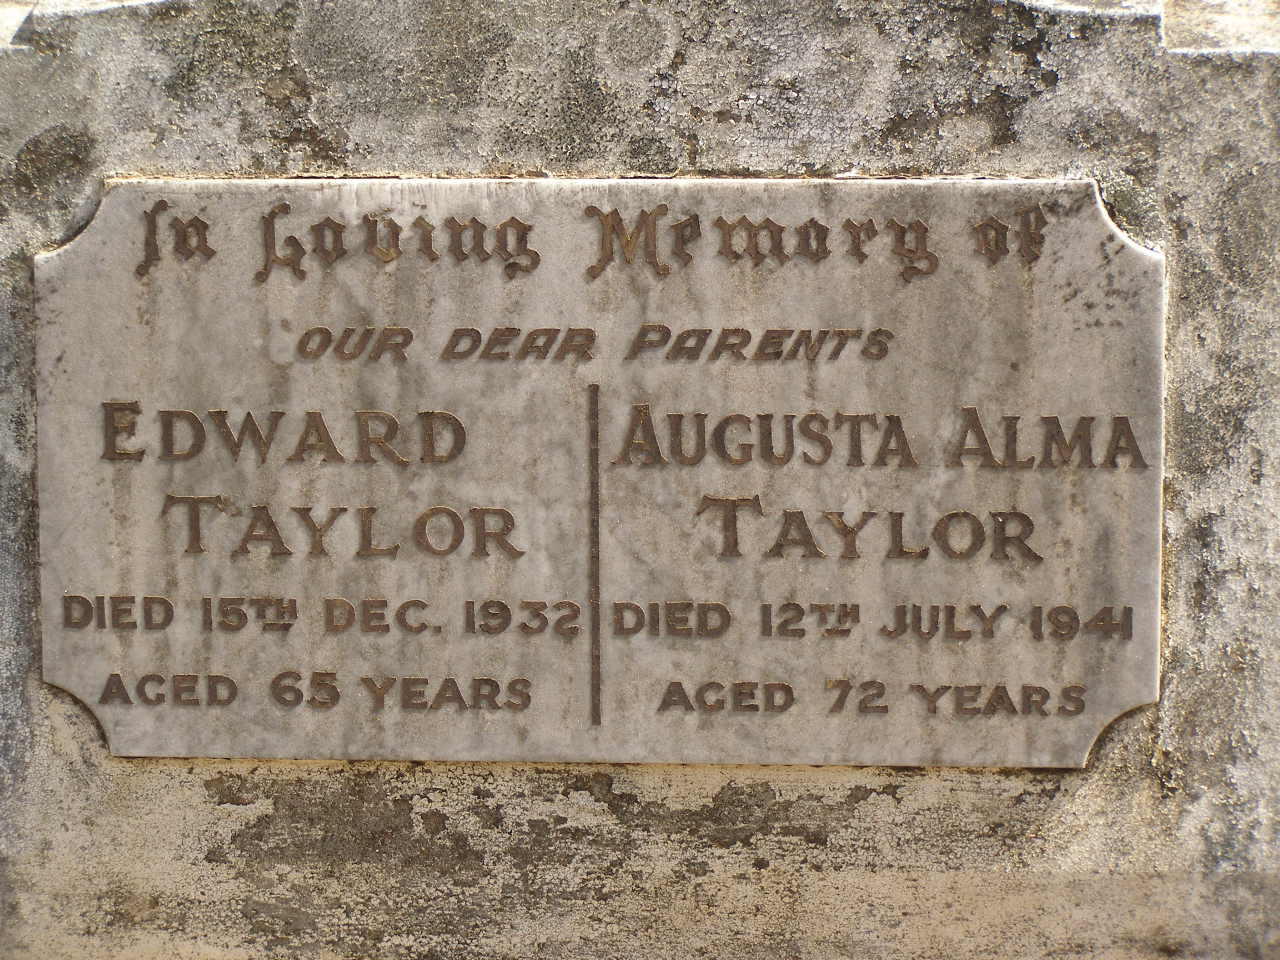 In Loving Memory of
OUR DEAR PARENTS
EDWARD
TAYLOR
DIED 15TH DEC. 1932
AGED 65 YEARS
AUGUSTA ALMA
TAYLOR
DIED 12TH JULY 1941
AGED 72 YEARS